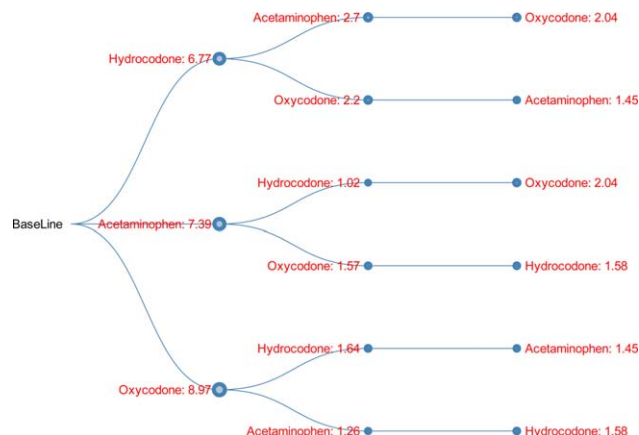 Acetaminophen: 2.7
Oxycodone: 2.04
Hydrocodone: 6.77
Oxycodone: 2.2
Acetaminophen: 1.45
Hydrocodone: 1.02
Oxycodone: 2.04
BaseLine
Acetaminophen: 7.39
Oxycodone: 1.57
Hydrocodone: 1.58
Hydrocodone: 1.64
Acetaminophen: 1.45
Oxycodone: 8.97
Acetaminophen: 1.26
Hydrocodone: 1.58